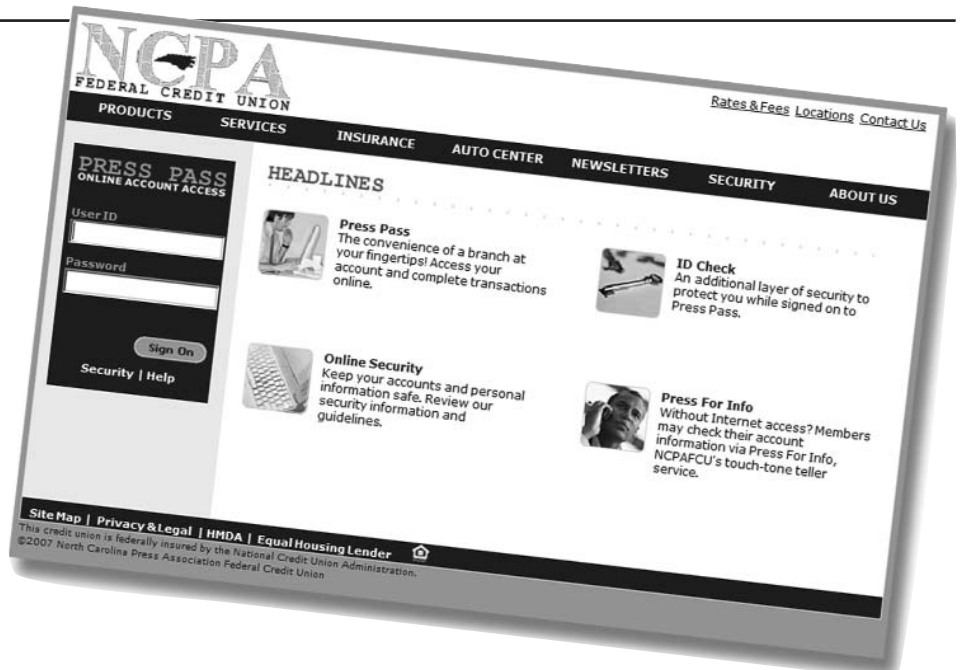 NCPA
FEDERAL CREDIT UNION
Rates & Fees Locations Contact Us
PRODUCTS SERVICES INSURANCE AUTO CENTER NEWSLETTERS SECURITY ABOUT US
PRESS PASS
ONLINE ACCOUNT ACCESS
User ID
Password
Sign On
Security | Help
HEADLINES
Press Pass
The convenience of a branch at
your fingertips! Access your
account and complete transactions
online.
ID Check
An additional layer of security to
protect you while signed on to
Press Pass.
Online Security
Keep your accounts and personal
information safe. Review our
security information and
guidelines.
Press For Info
Without Internet access? Members
may check their account
information via Press For Info,
NCPAFCU's touch-tone teller
service.
Site Map | Privacy & Legal | HMDA | Equal Housing Lender
This credit union is federally insured by the National Credit Union Administration.
©2007 North Carolina Press Association Federal Credit Union